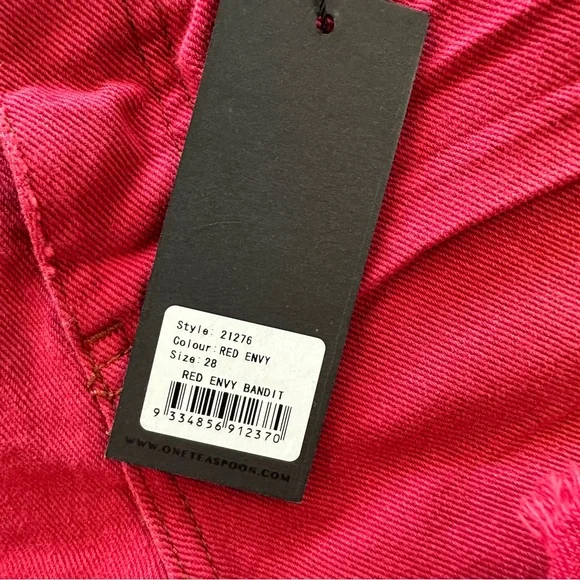 Style: 21276
Colour: RED ENVY
Size: 28
RED ENVY BANDIT
9 334856 912370
WWW.ONETEASPOON.COM